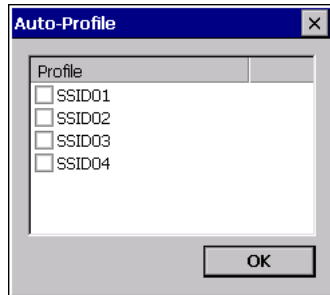 Auto-Profile
Profile
SSID01
SSID02
SSID03
SSID04
OK